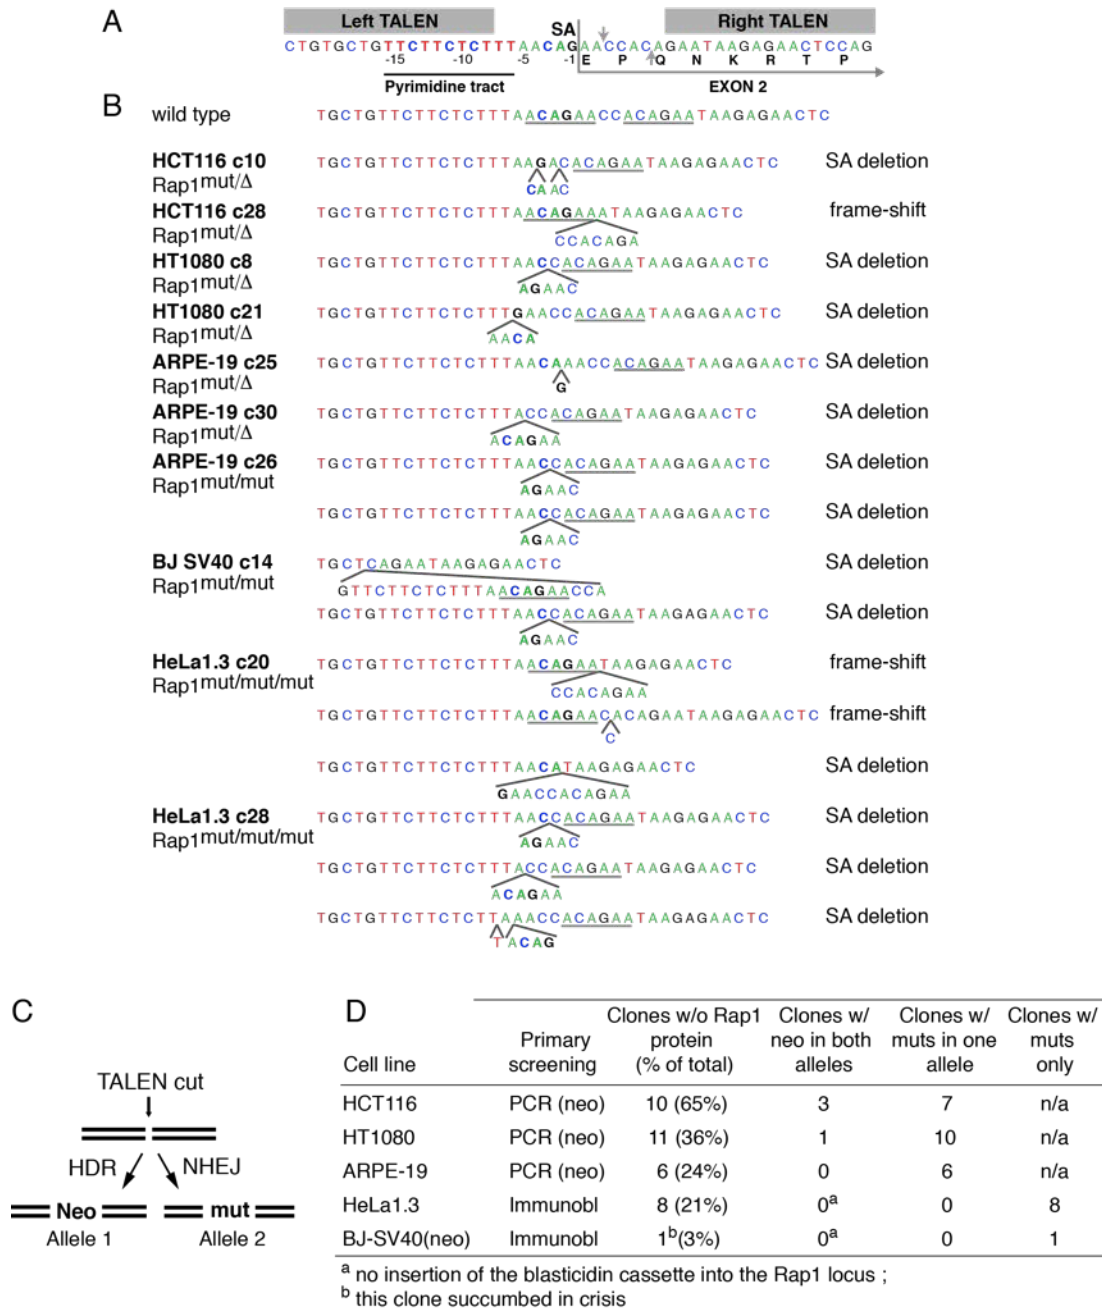 A
Left TALEN
SA
Right TALEN
CTGTGCTGTTCTTCTCTTTAACAGAACCACAGAATAAGAGAACTCCAG
-15 -10 -5 -1 E P Q N K R T P
Pyrimidine tract
EXON 2
B
wild type TGCTGTTCTTCTCTTTAACAGAACCACAGAATAAGAGAACTC
HCT116 c10 TGCTGTTCTTCTCTTTAAGACACAGAATAAGAGAACTC SA deletion
Rap1mut/Δ CA AC
HCT116 c28 TGCTGTTCTTCTCTTTAACAGAAATAAGAGAACTC frame-shift
Rap1mut/Δ CCACAGA
HT1080 c8 TGCTGTTCTTCTCTTTAACCACAGAATAAGAGAACTC SA deletion
Rap1mut/Δ AGAAC
HT1080 c21 TGCTGTTCTTCTCTTTGAACCACAGAATAAGAGAACTC SA deletion
Rap1mut/Δ AACA
ARPE-19 c25 TGCTGTTCTTCTCTTTAACAAACCACAGAATAAGAGAACTC SA deletion
Rap1mut/Δ G
ARPE-19 c30 TGCTGTTCTTCTCTTTACCACAGAATAAGAGAACTC SA deletion
Rap1mut/Δ ACAGAA
ARPE-19 c26 TGCTGTTCTTCTCTTTAACCACAGAATAAGAGAACTC SA deletion
Rap1mut/mut AGAAC
TGCTGTTCTTCTCTTTAACCACAGAATAAGAGAACTC SA deletion
AGAAC
BJ SV40 c14 TGCTCAGAATAAGAGAACTC SA deletion
Rap1mut/mut GTTCTTCTCTTTAACAGAACCA
TGCTGTTCTTCTCTTTAACCACAGAATAAGAGAACTC SA deletion
AGAAC
HeLa1.3 c20 TGCTGTTCTTCTCTTTAACAGAATAAGAGAACTC frame-shift
Rap1mut/mut/mut CCACAGAA
TGCTGTTCTTCTCTTTAACAGAACACAGAATAAGAGAACTC frame-shift
C
TGCTGTTCTTCTCTTTAACATAAGAGAACTC SA deletion
GAACCACAGAA
HeLa1.3 c28 TGCTGTTCTTCTCTTTAACCACAGAATAAGAGAACTC SA deletion
Rap1mut/mut/mut AGAAC
TGCTGTTCTTCTCTTTACCACAGAATAAGAGAACTC SA deletion
ACAGAA
TGCTGTTCTTCTCTTAAACCACAGAATAAGAGAACTC SA deletion
T ACAG
C
TALEN cut
HDR NHEJ
Neo mut
Allele 1 Allele 2
D
Cell line Primary screening Clones w/o Rap1 protein (% of total) Clones w/ neo in both alleles Clones w/ muts in one allele Clones w/ muts only
HCT116 PCR (neo) 10 (65%) 3 7 n/a
HT1080 PCR (neo) 11 (36%) 1 10 n/a
ARPE-19 PCR (neo) 6 (24%) 0 6 n/a
HeLa1.3 Immunobl 8 (21%) 0a 0 8
BJ-SV40(neo) Immunobl 1b(3%) 0a 0 1
a no insertion of the blasticidin cassette into the Rap1 locus ;
b this clone succumbed in crisis